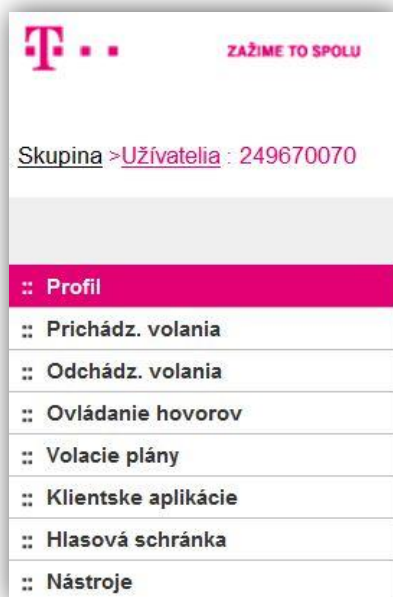 T
ZAŽIME TO SPOLU
Skupina >Užívatelia : 249670070
:: Profil
:: Prichádz. volania
:: Odchádz. volania
:: Ovládanie hovorov
:: Volacie plány
:: Klientske aplikácie
:: Hlasová schránka
:: Nástroje